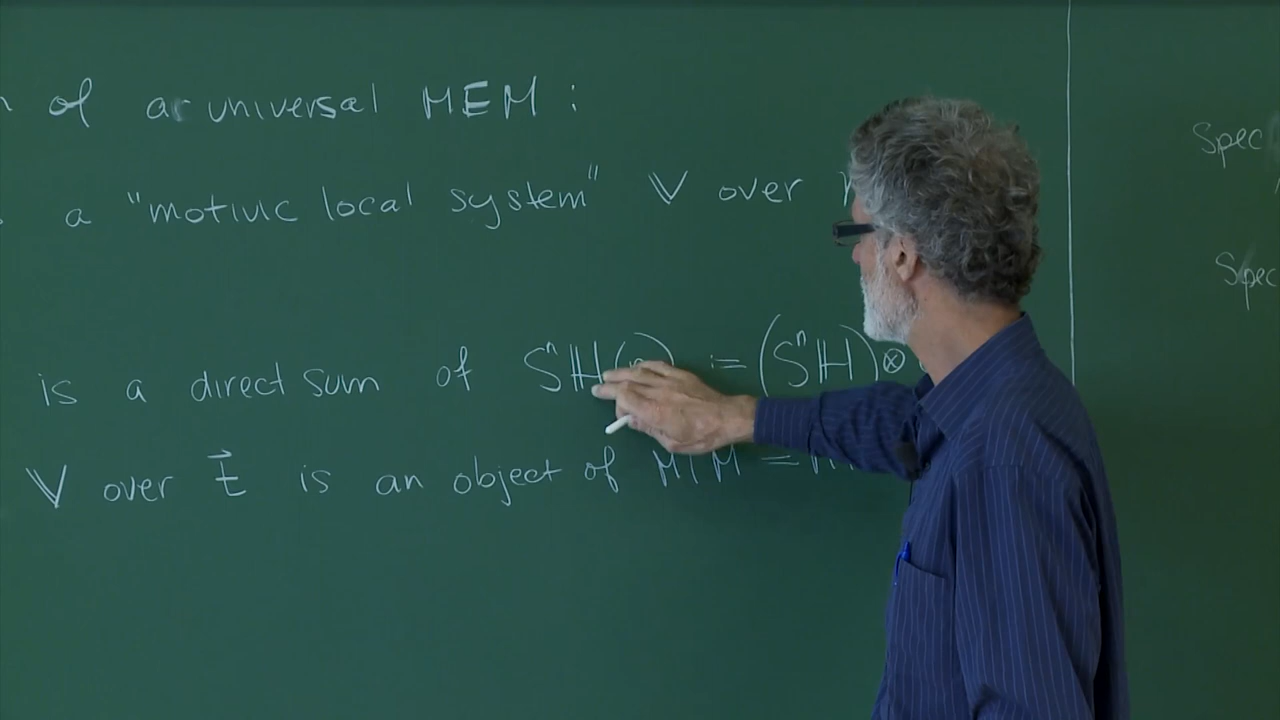 of a universal MEM :
a "motivic local system" 𝕍 over
is a direct sum of Sⁿℍ( ) := (Sⁿℍ) ⊗
𝕍 over t⃗ is an object of MTM =
Spec
Spec